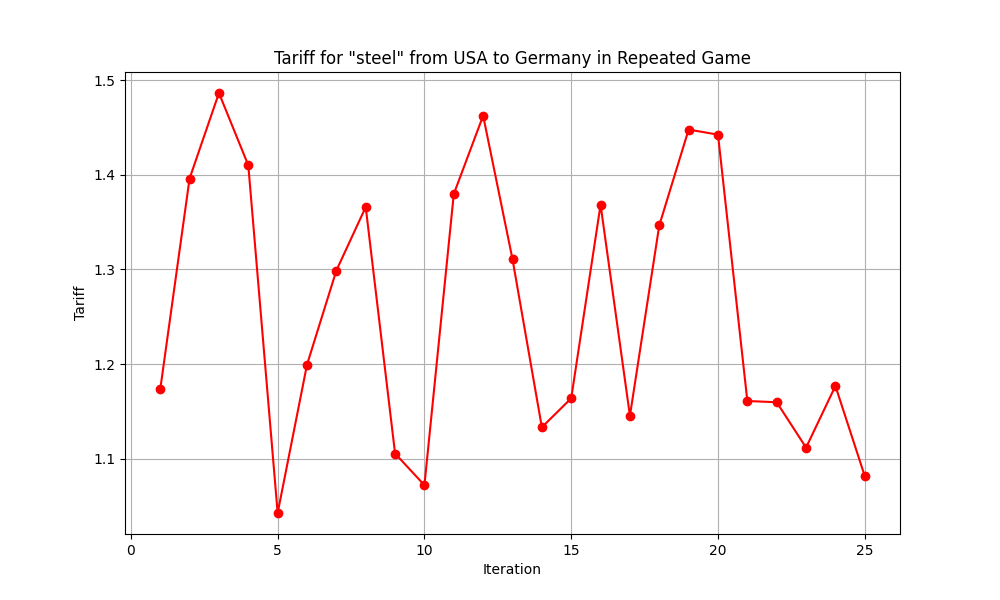 Tariff for "steel" from USA to Germany in Repeated Game
1.5
1.4
1.3
1.2
1.1
Tariff
0 5 10 15 20 25
Iteration